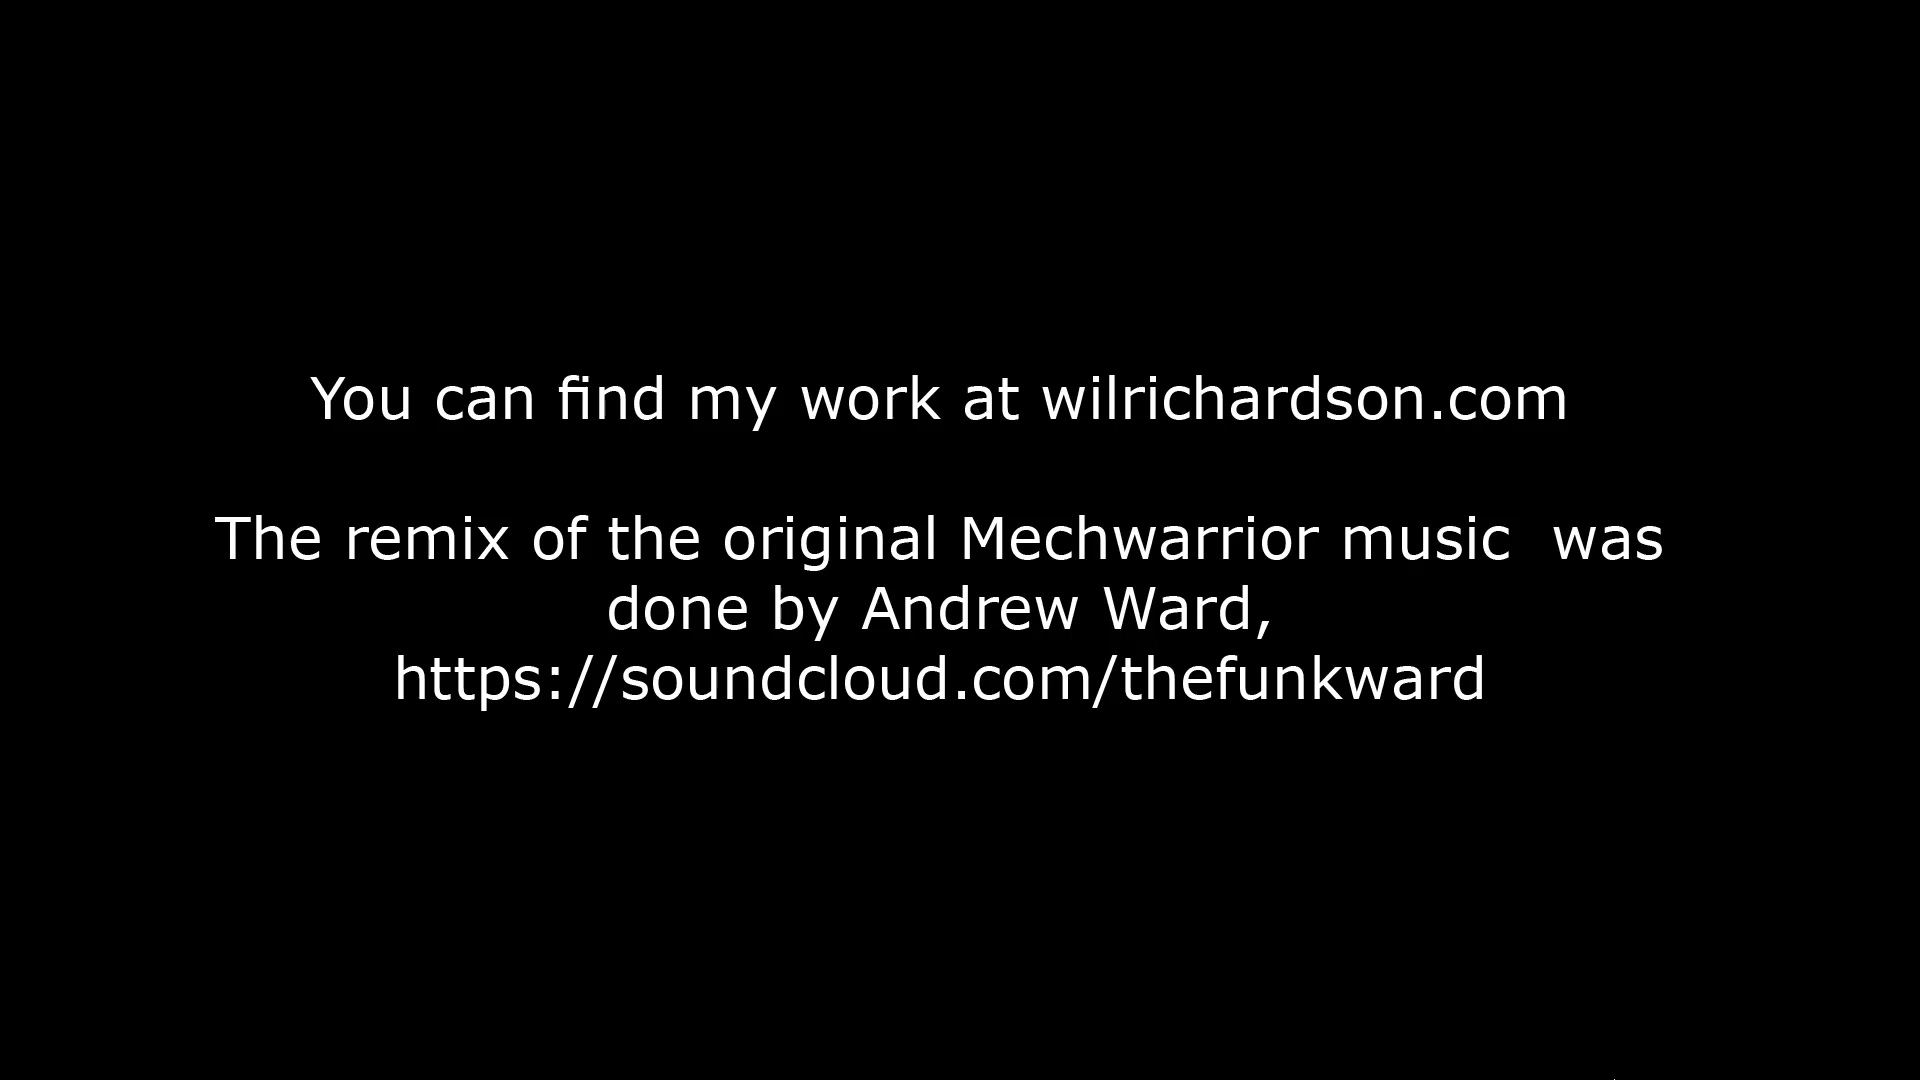 You can find my work at wilrichardson.com
The remix of the original Mechwarrior music  was
done by Andrew Ward,
https://soundcloud.com/thefunkward